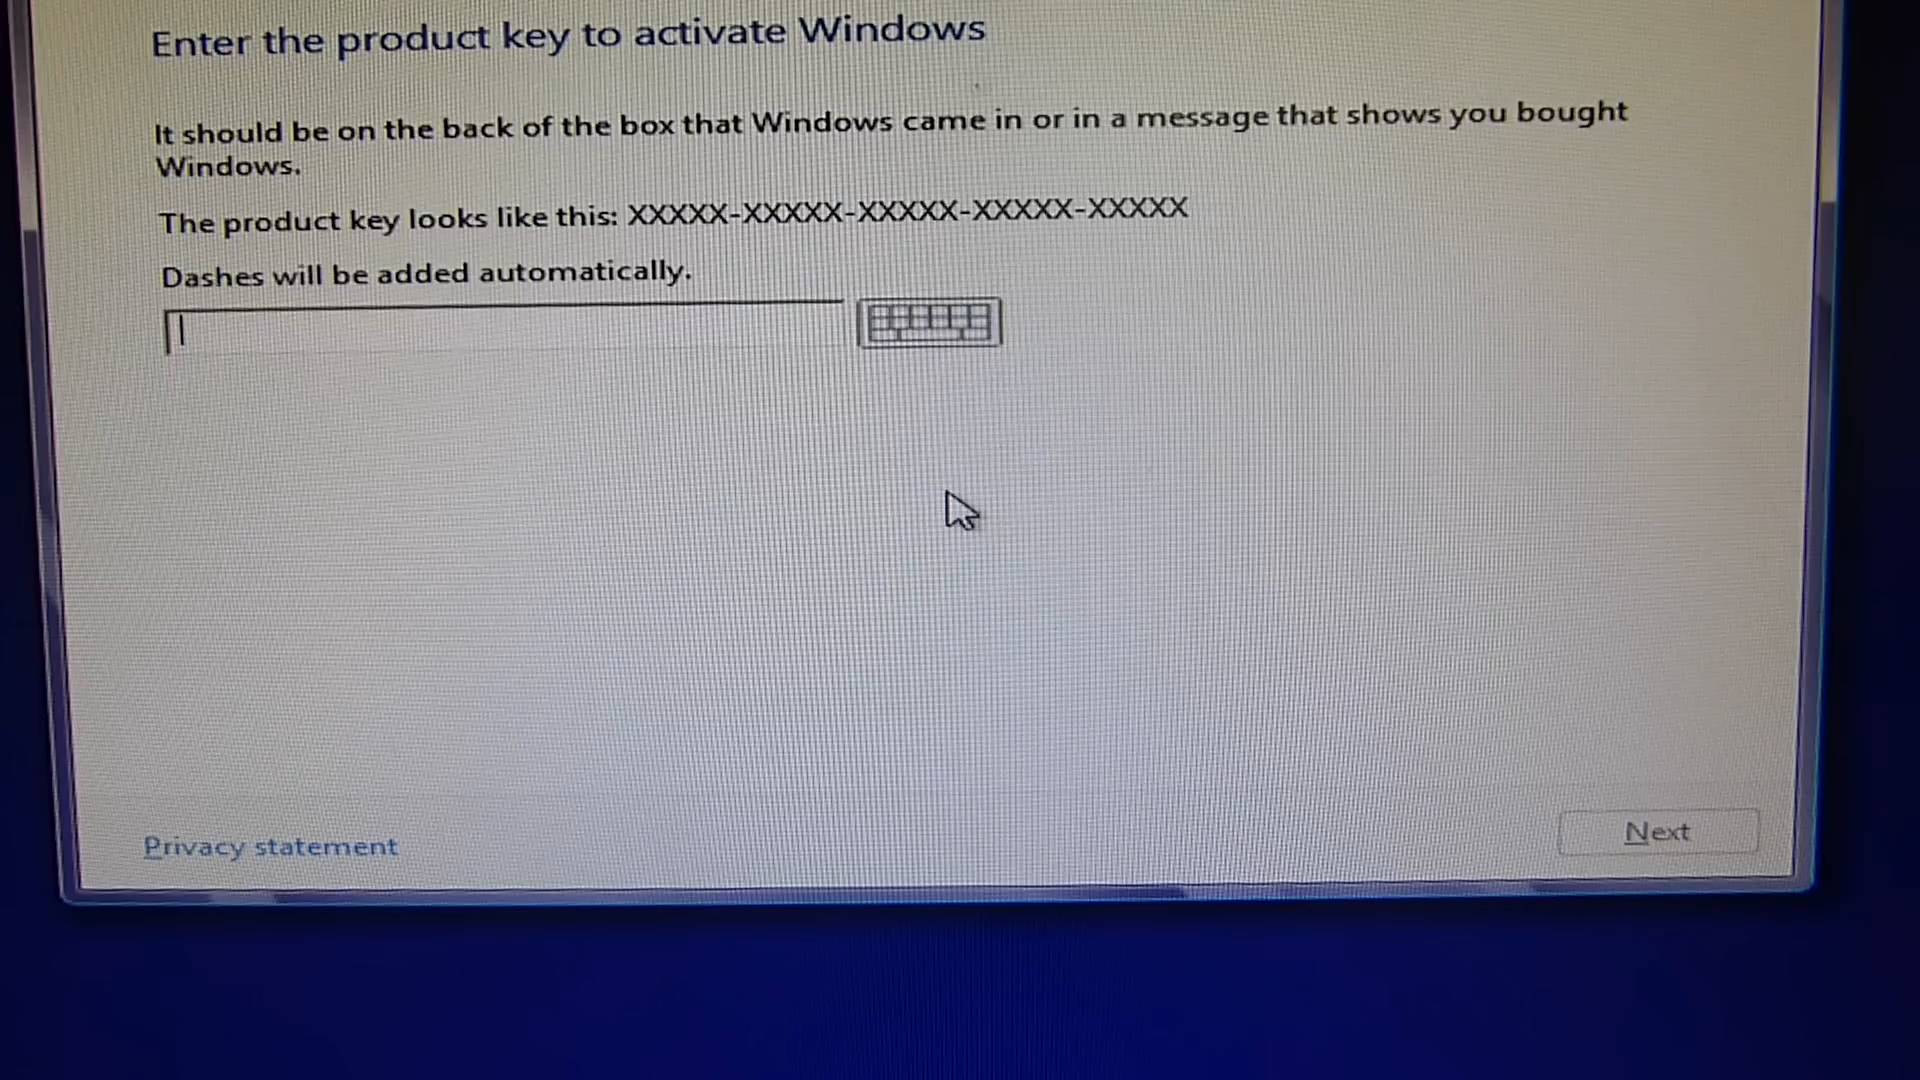 Enter the product key to activate Windows
It should be on the back of the box that Windows came in or in a message that shows you bought
Windows.
The product key looks like this: XXXXX-XXXXX-XXXXX-XXXXX-XXXXX
Dashes will be added automatically.
Privacy statement
Next